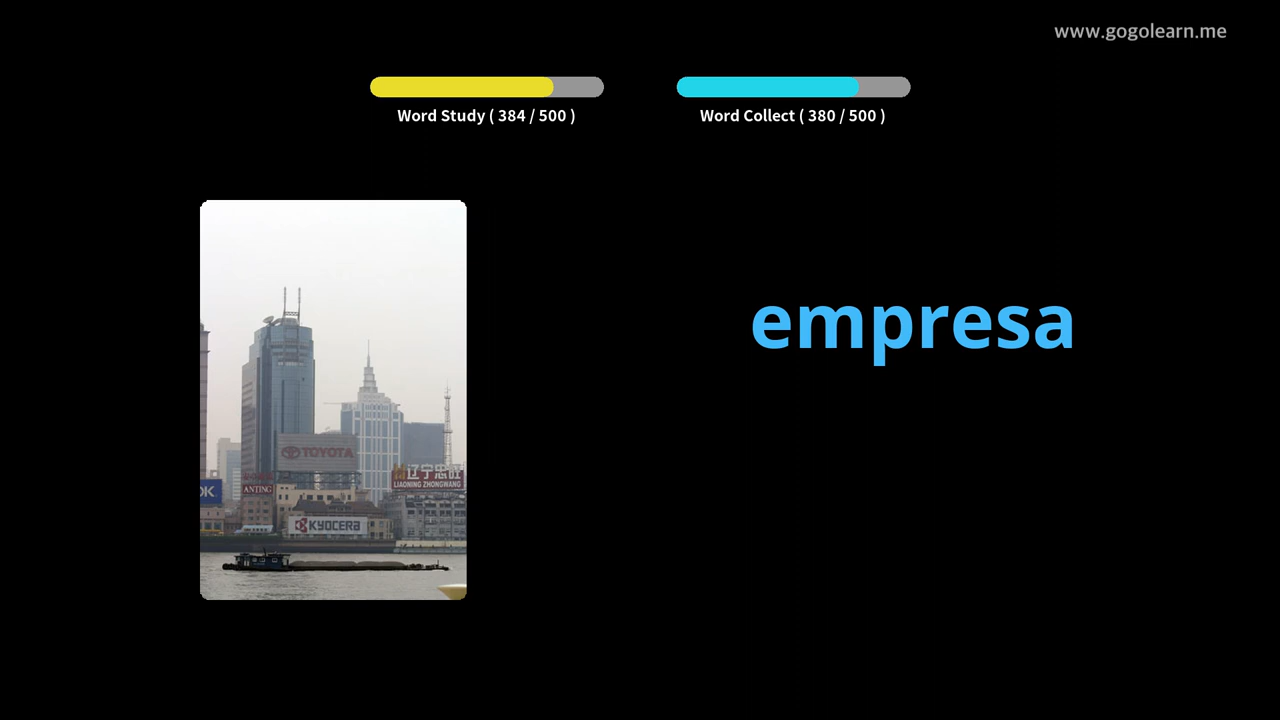 www.gogolearn.me
Word Study ( 384 / 500 )
Word Collect ( 380 / 500 )
empresa
TOYOTA
辽宁忠旺
LIAONING ZHONGWANG
ANTING
OK
KYOCERA